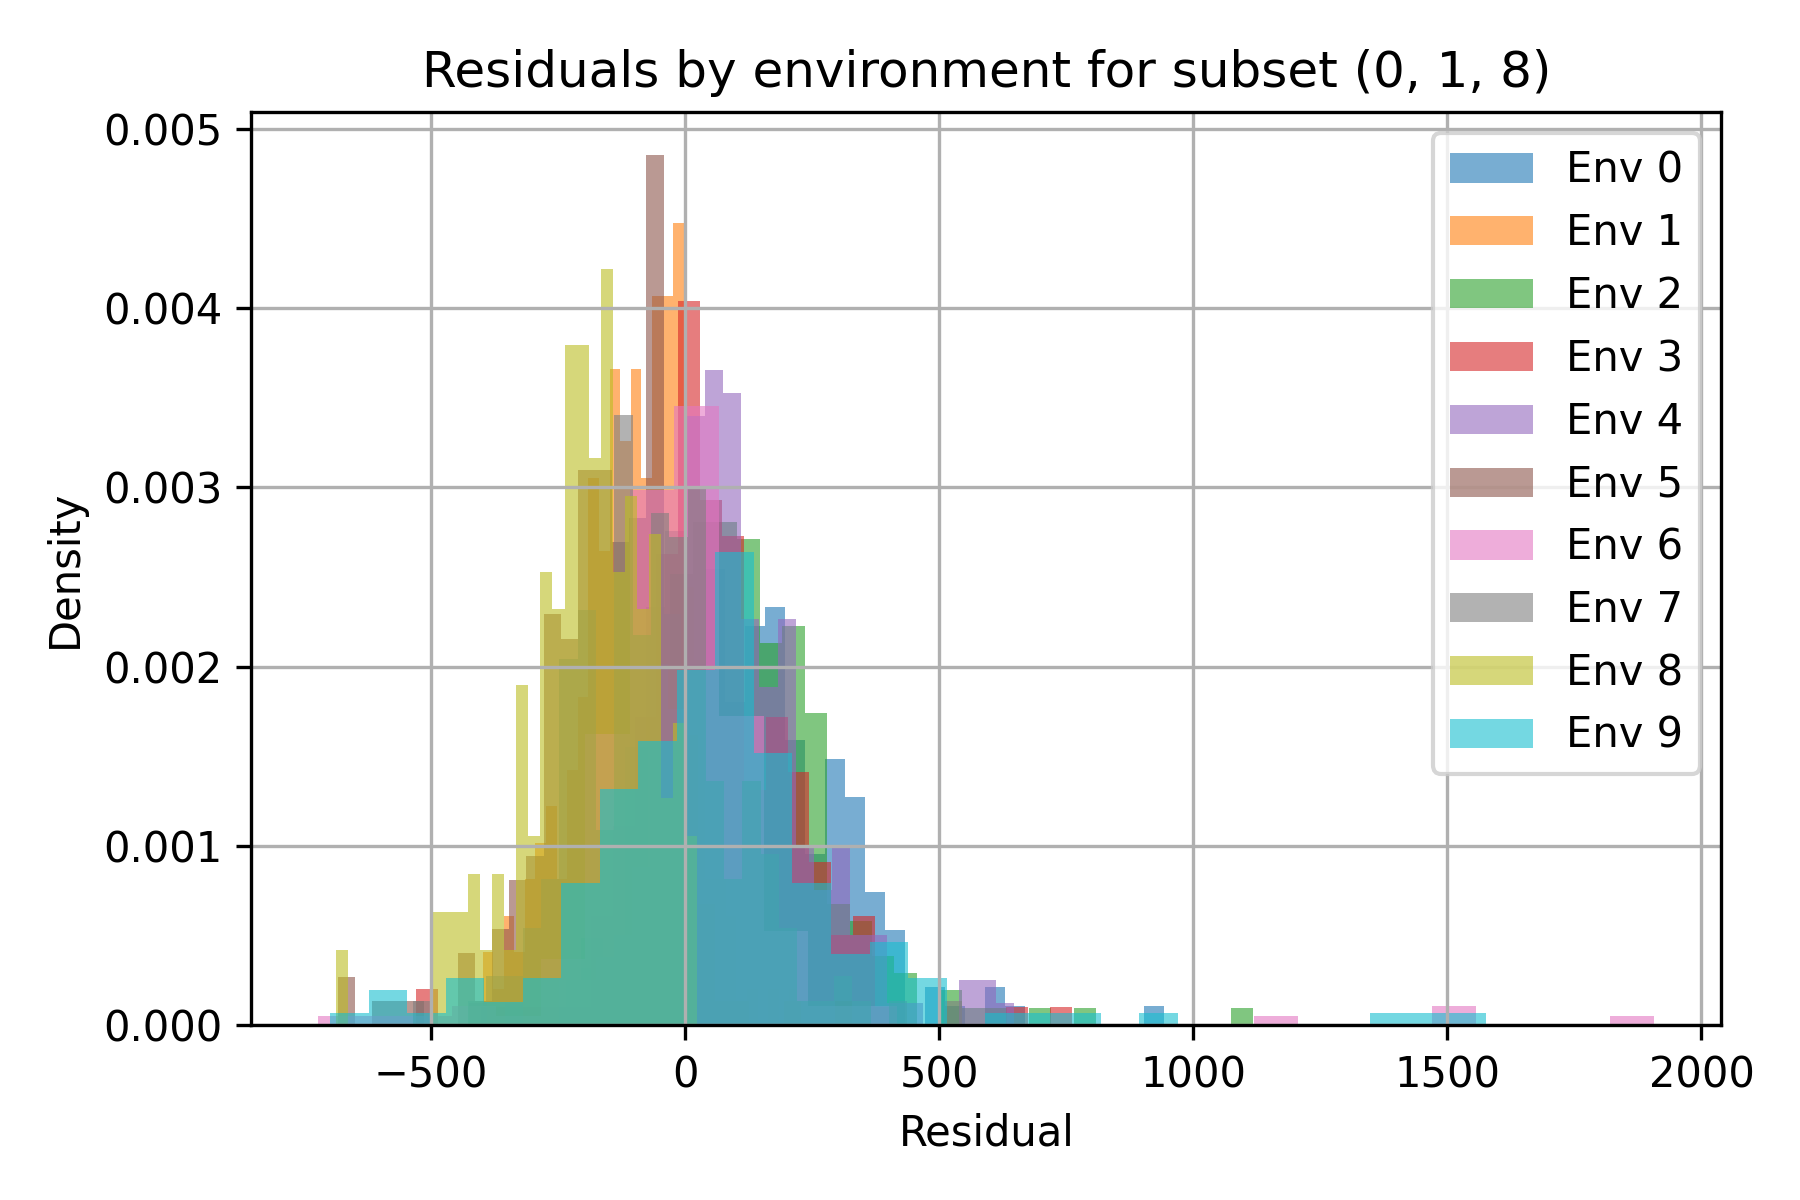 Residuals by environment for subset (0, 1, 8)
0.005
0.004
0.003
0.002
0.001
0.000
Density
−500
0
500
1000
1500
2000
Residual
Env 0
Env 1
Env 2
Env 3
Env 4
Env 5
Env 6
Env 7
Env 8
Env 9